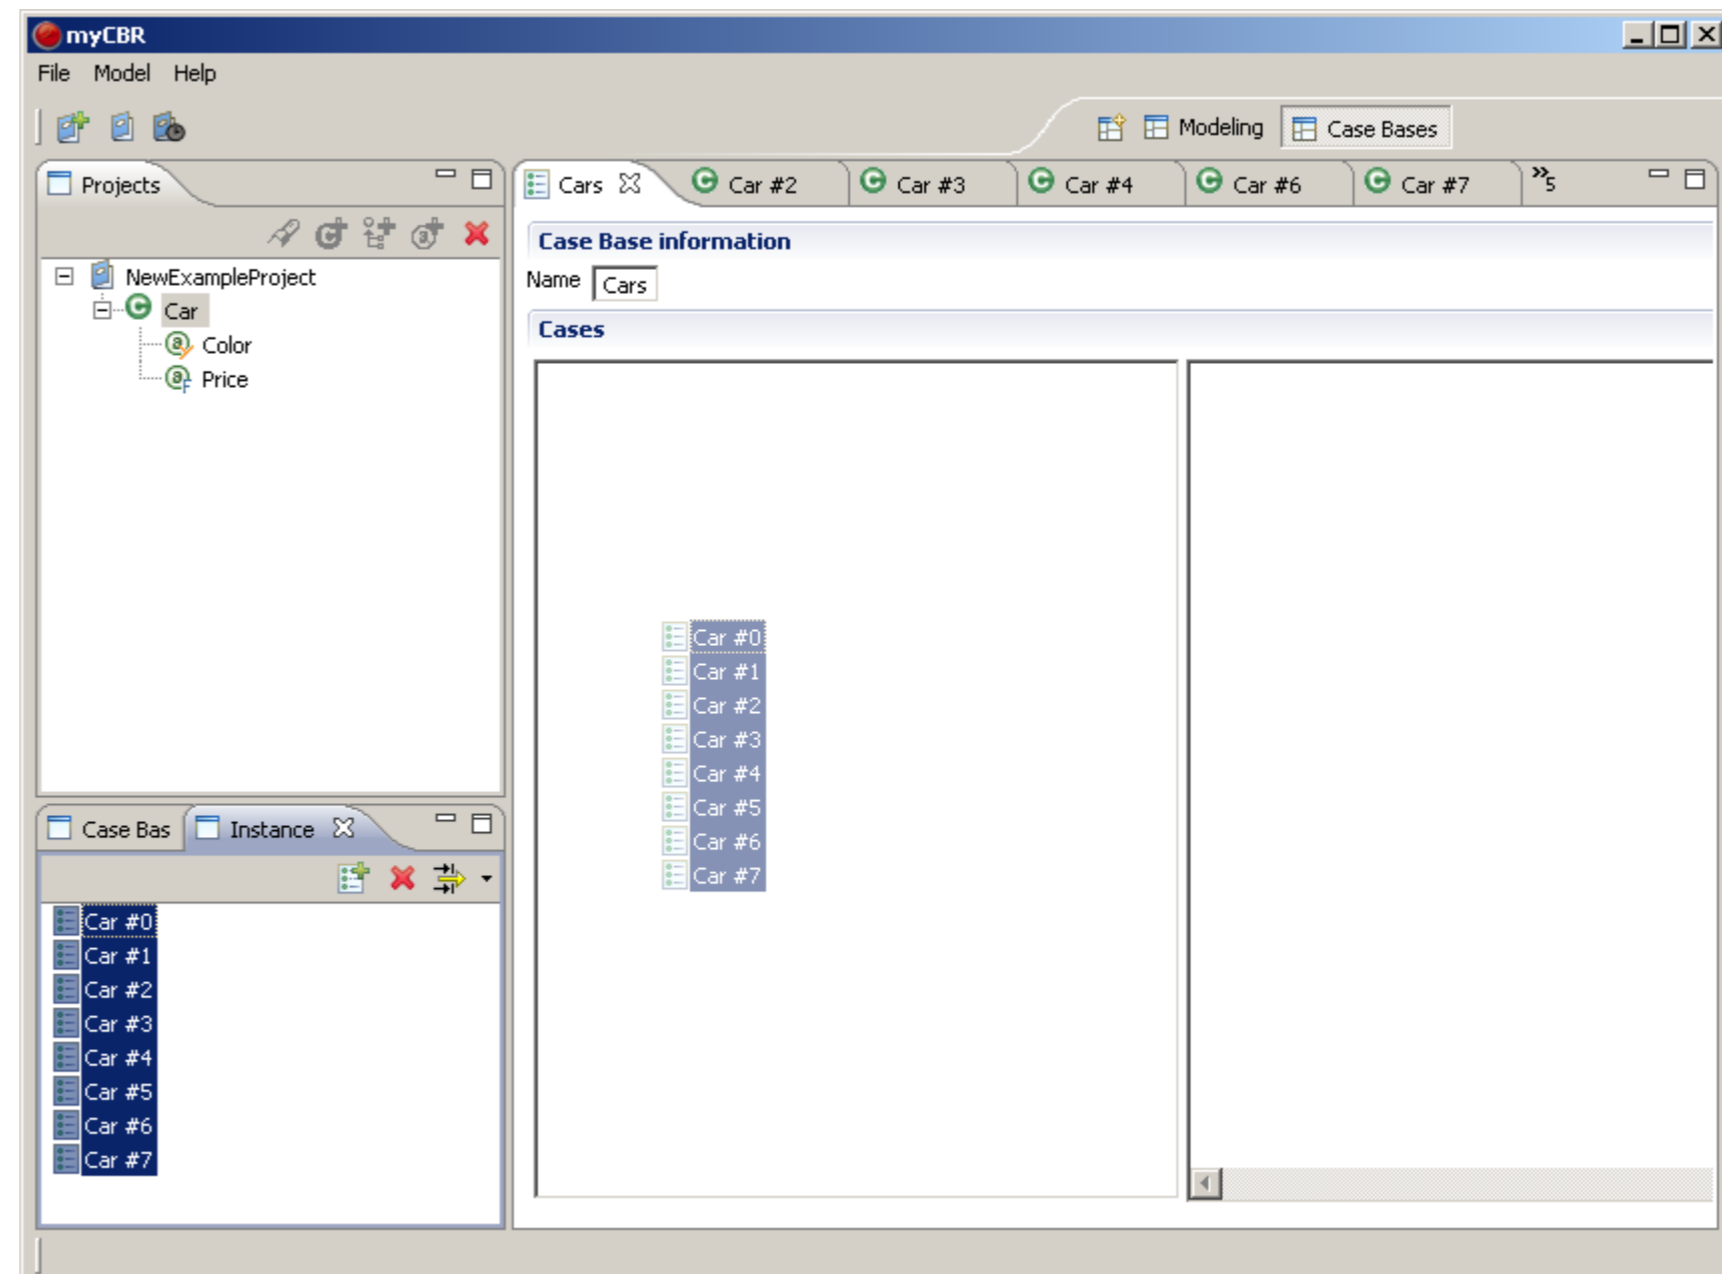 myCBR
File Model Help
Modeling Case Bases
Projects
NewExampleProject
Car
Color
Price
Case Bas Instance
Car #0
Car #1
Car #2
Car #3
Car #4
Car #5
Car #6
Car #7
Cars Car #2 Car #3 Car #4 Car #6 Car #7 »5
Case Base information
Name Cars
Cases
Car #0
Car #1
Car #2
Car #3
Car #4
Car #5
Car #6
Car #7